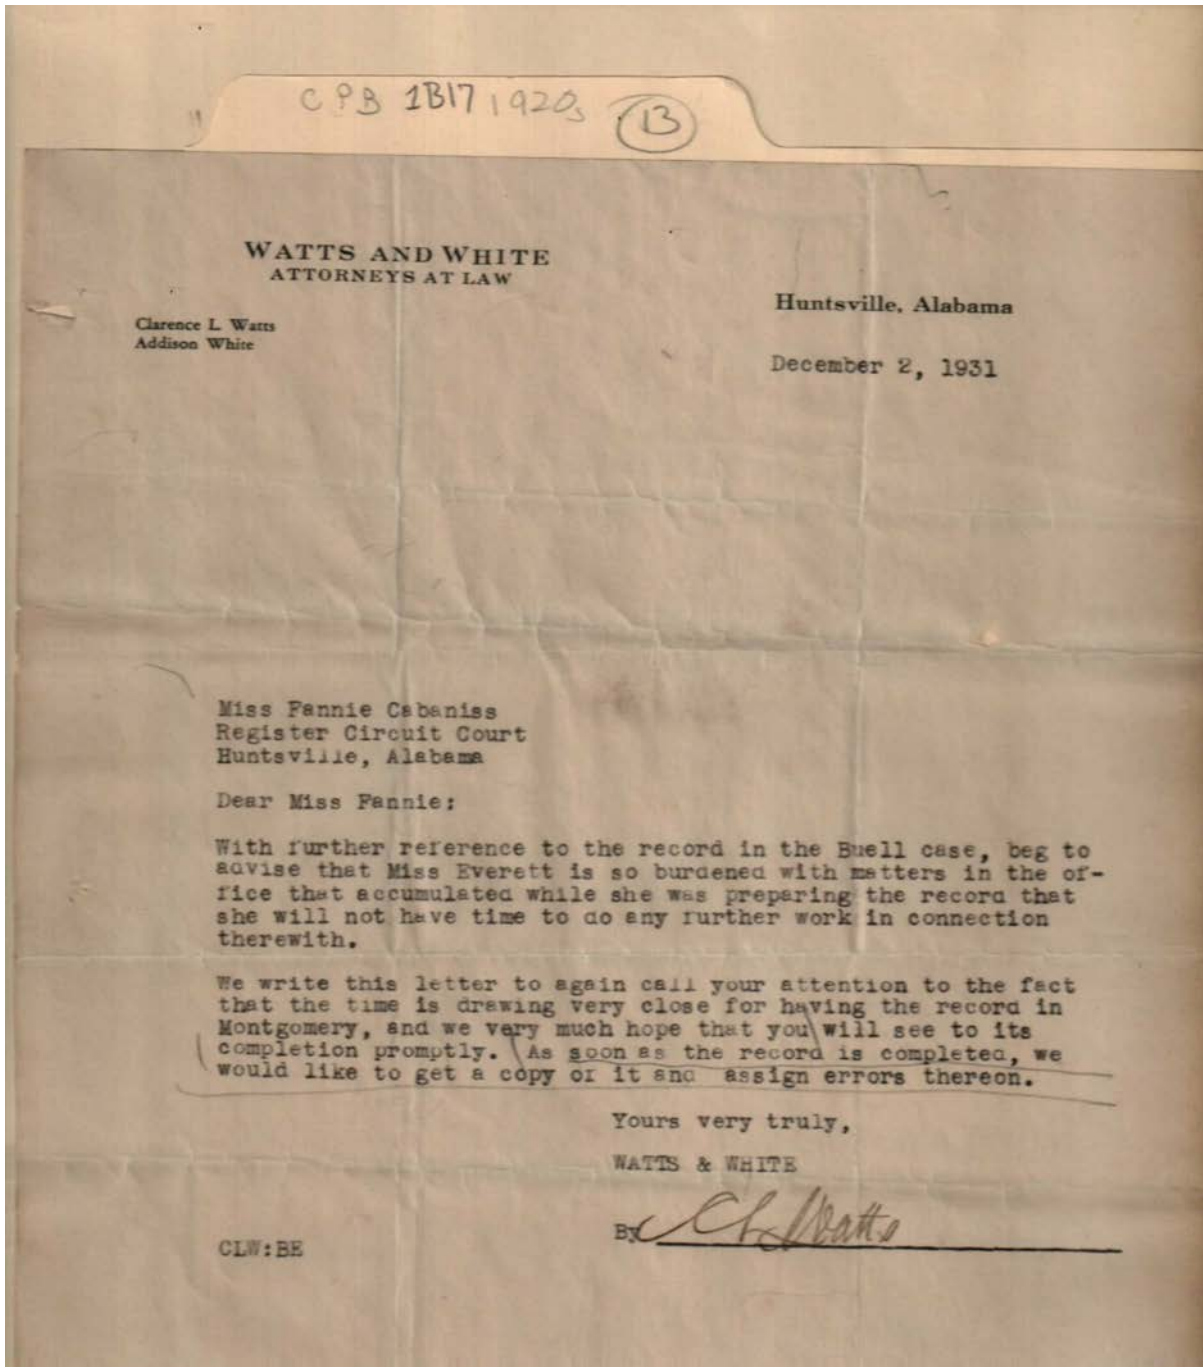 CPB 1B17 1920s 13
WATTS AND WHITE
ATTORNEYS AT LAW
Clarence L. Watts
Addison White
Huntsville, Alabama
December 2, 1931
Miss Fannie Cabaniss
Register Circuit Court
Huntsville, Alabama
Dear Miss Fannie:
With further reference to the record in the Buell case, beg to
advise that Miss Everett is so burdened with matters in the of-
fice that accumulated while she was preparing the record that
she will not have time to do any further work in connection
therewith.
We write this letter to again call your attention to the fact
that the time is drawing very close for having the record in
Montgomery, and we very much hope that you will see to its
completion promptly. As soon as the record is completed, we
would like to get a copy of it and assign errors thereon.
Yours very truly,
WATTS & WHITE
By C L Watts
CLW:BE